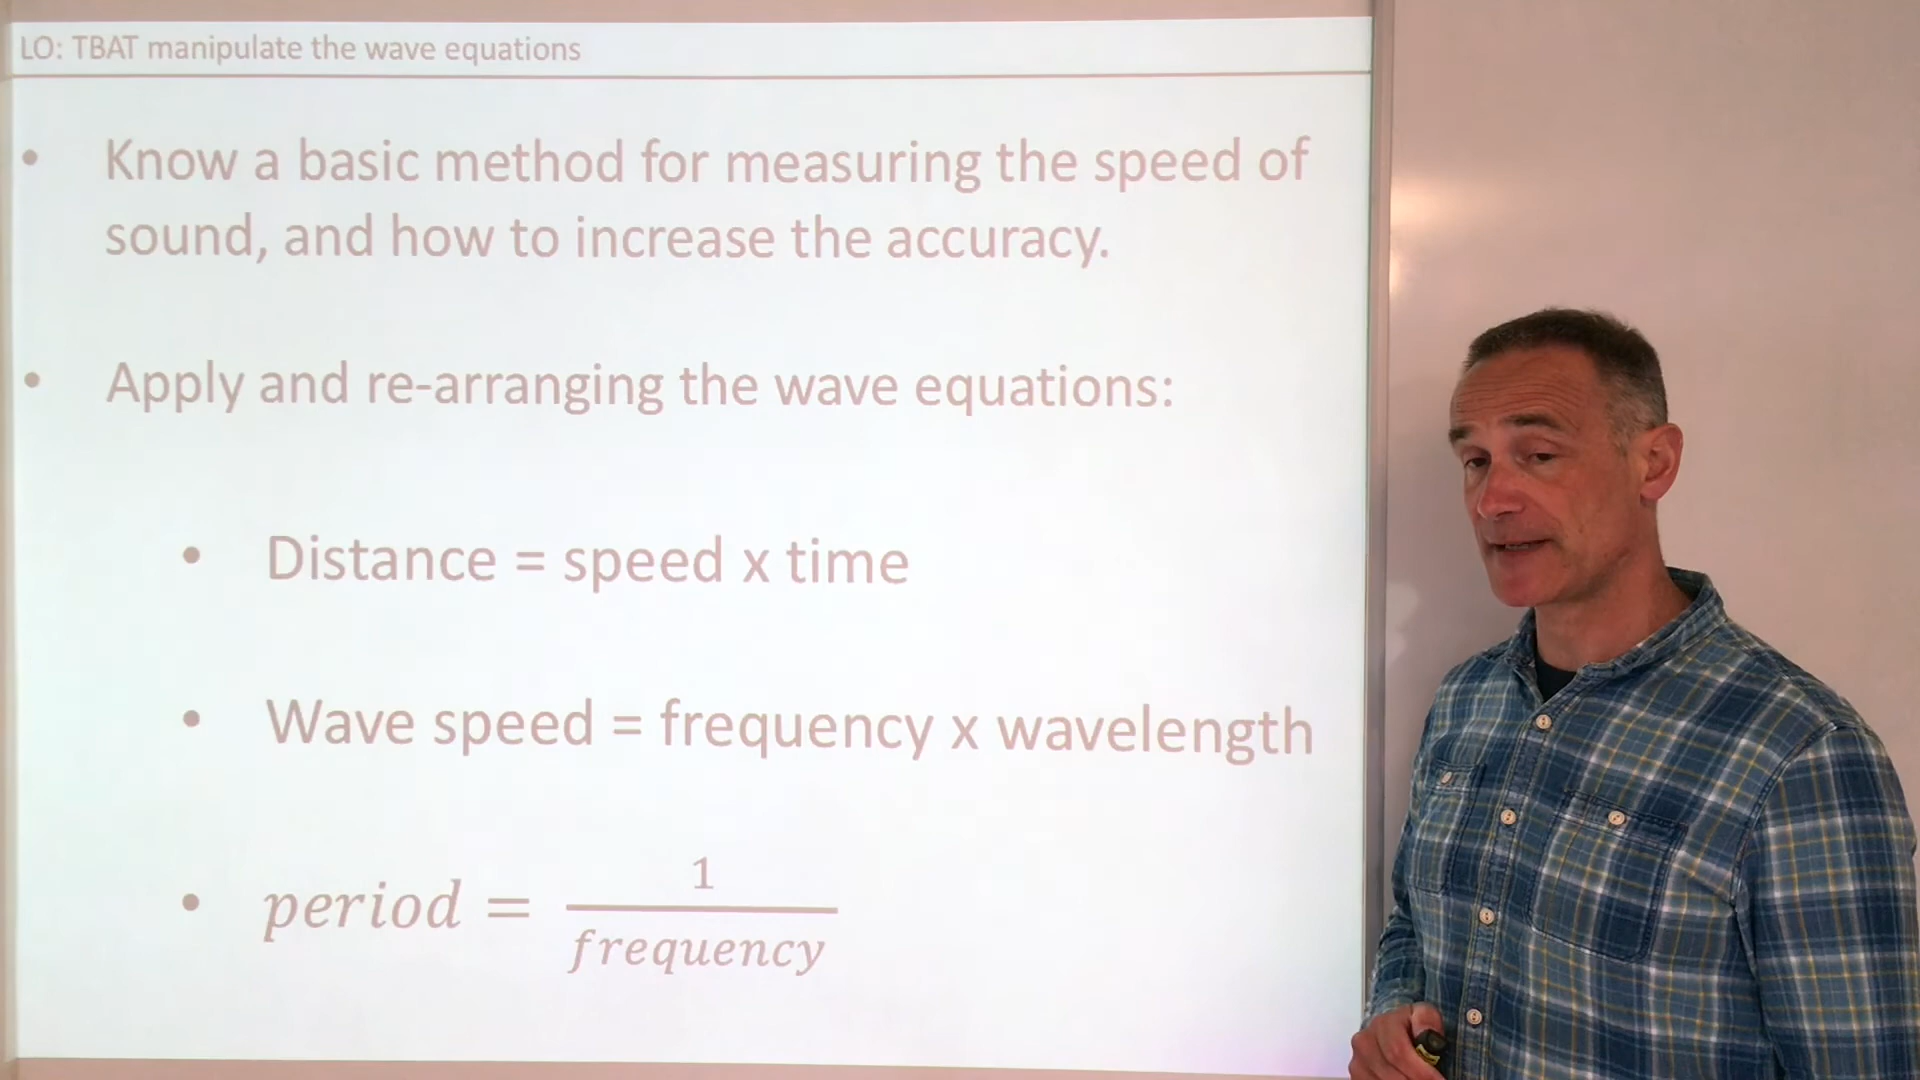 LO: TBAT manipulate the wave equations
• Know a basic method for measuring the speed of
sound, and how to increase the accuracy.
• Apply and re-arranging the wave equations:
• Distance = speed x time
• Wave speed = frequency x wavelength
• period = 1
frequency